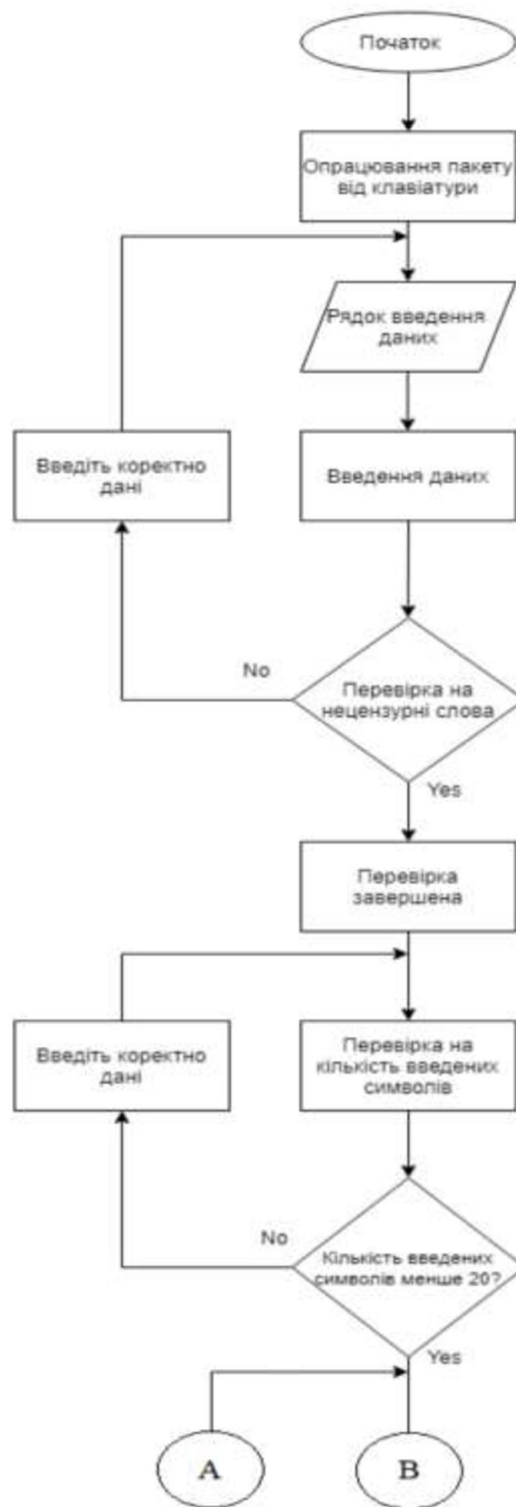 Початок
Опрацювання пакету
від клавіатури
Рядок введення
даних
Введіть коректно
дані
Введення даних
No
Перевірка на
нецензурні слова
Yes
Перевірка
завершена
Введіть коректно
дані
Перевірка на
кількість введених
символів
No
Кількість введених
символів менше 20?
Yes
A
B